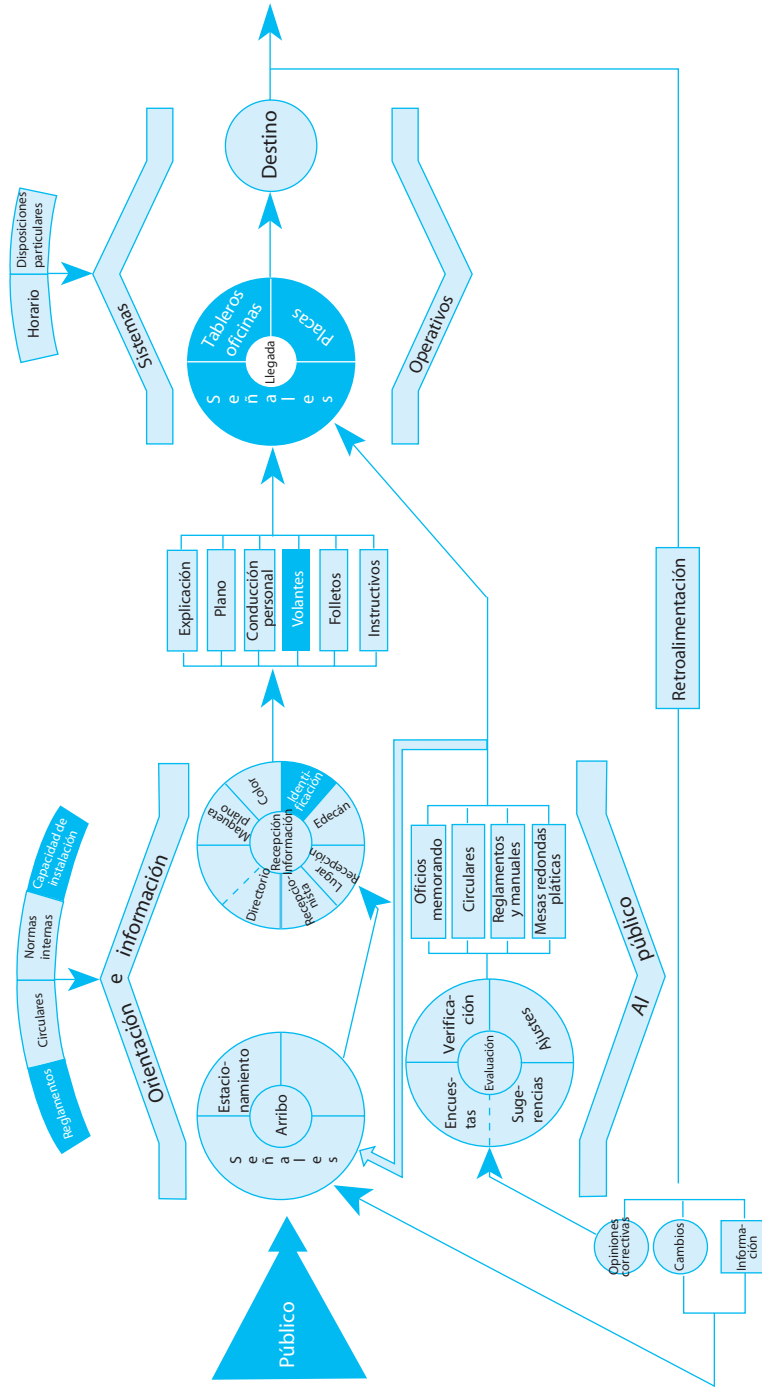 Reglamentos
Circulares
Normas
internas
Capacidad de
instalación
Horario
Disposiciones
particulares
Orientación e información
Sistemas
Público
Señales
Estacio-
namiento
Arribo
Directorio
Maqueta
plano
Color
Identi-
ficación
Edecán
Lugar
Recepción
Recepcio-
nista
Recepción
Información
Explicación
Plano
Conducción
personal
Volantes
Folletos
Instructivos
Señales
Tableros
oficinas
Placas
Llegada
Destino
Encues-
tas
Verifica-
ción
Ajustes
Suge-
rencias
Evaluación
Oficios
memorando
Circulares
Reglamentos
y manuales
Mesas redondas
pláticas
Al público
Operativos
Opiniones
correctivas
Cambios
Informa-
ción
Retroalimentación